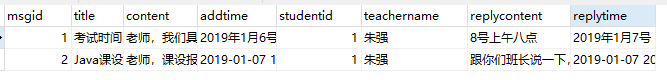 msgid title content addtime studentid teachername replycontent replytime
1 考试时间 老师，我们具 2019年1月6号 1 朱强 8号上午八点 2019年1月7号
2 Java课设 老师，课设报 2019-01-07 1 1 朱强 跟你们班长说一下, 2019-01-07 20